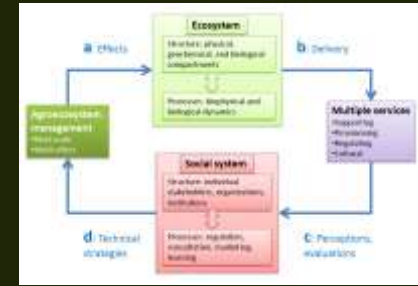 Ecosystem
Structure: physical,
geochemical, and biological
compartments
Processes: biophysical and
biological dynamics
a: Effects
b: Delivery
Agroecosystem
management
Multiple services
•Supporting
•Provisioning
•Regulating
•Cultural
Social system
Structure: individual
stakeholders, organizations,
institutions
Processes: regulation,
consultation, marketing,
learning
d: Technical
strategies
c: Perceptions,
evaluations